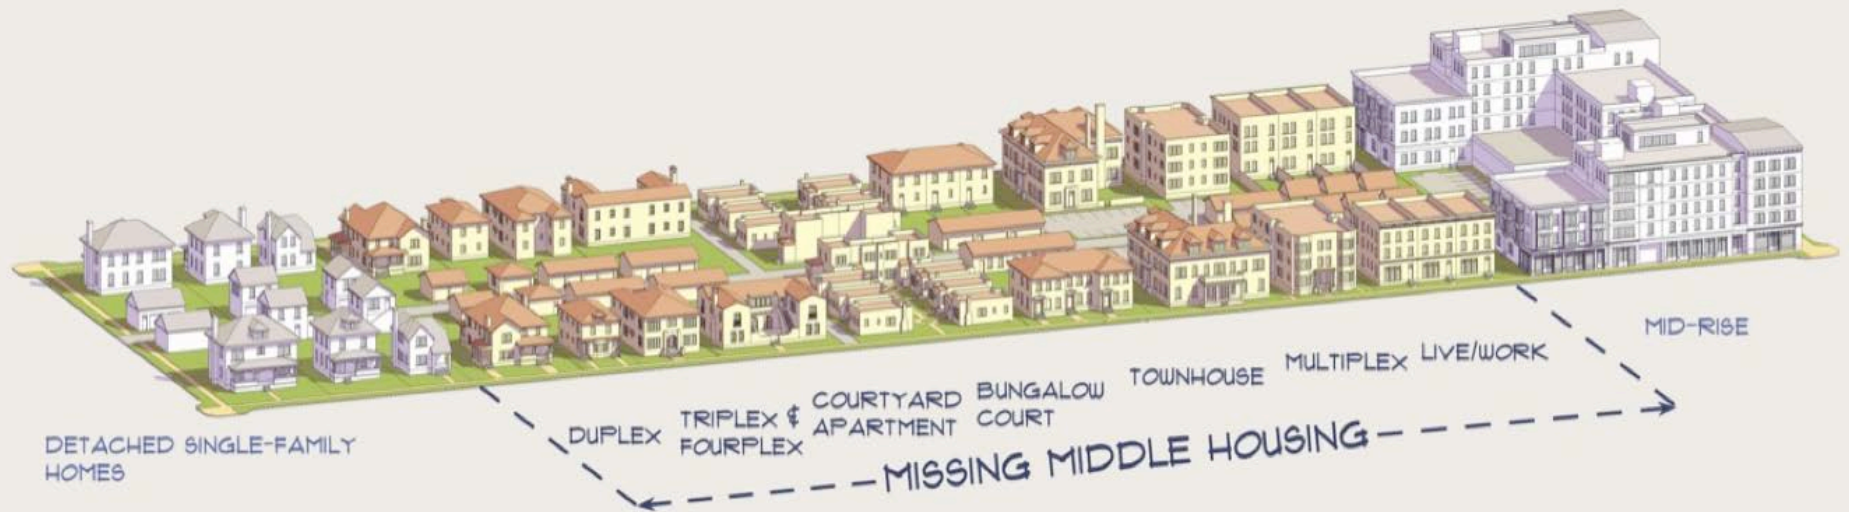 DETACHED SINGLE-FAMILY
HOMES
DUPLEX
TRIPLEX &
FOURPLEX
COURTYARD
APARTMENT
BUNGALOW
COURT
TOWNHOUSE
MULTIPLEX
LIVE/WORK
MID-RISE
MISSING MIDDLE HOUSING